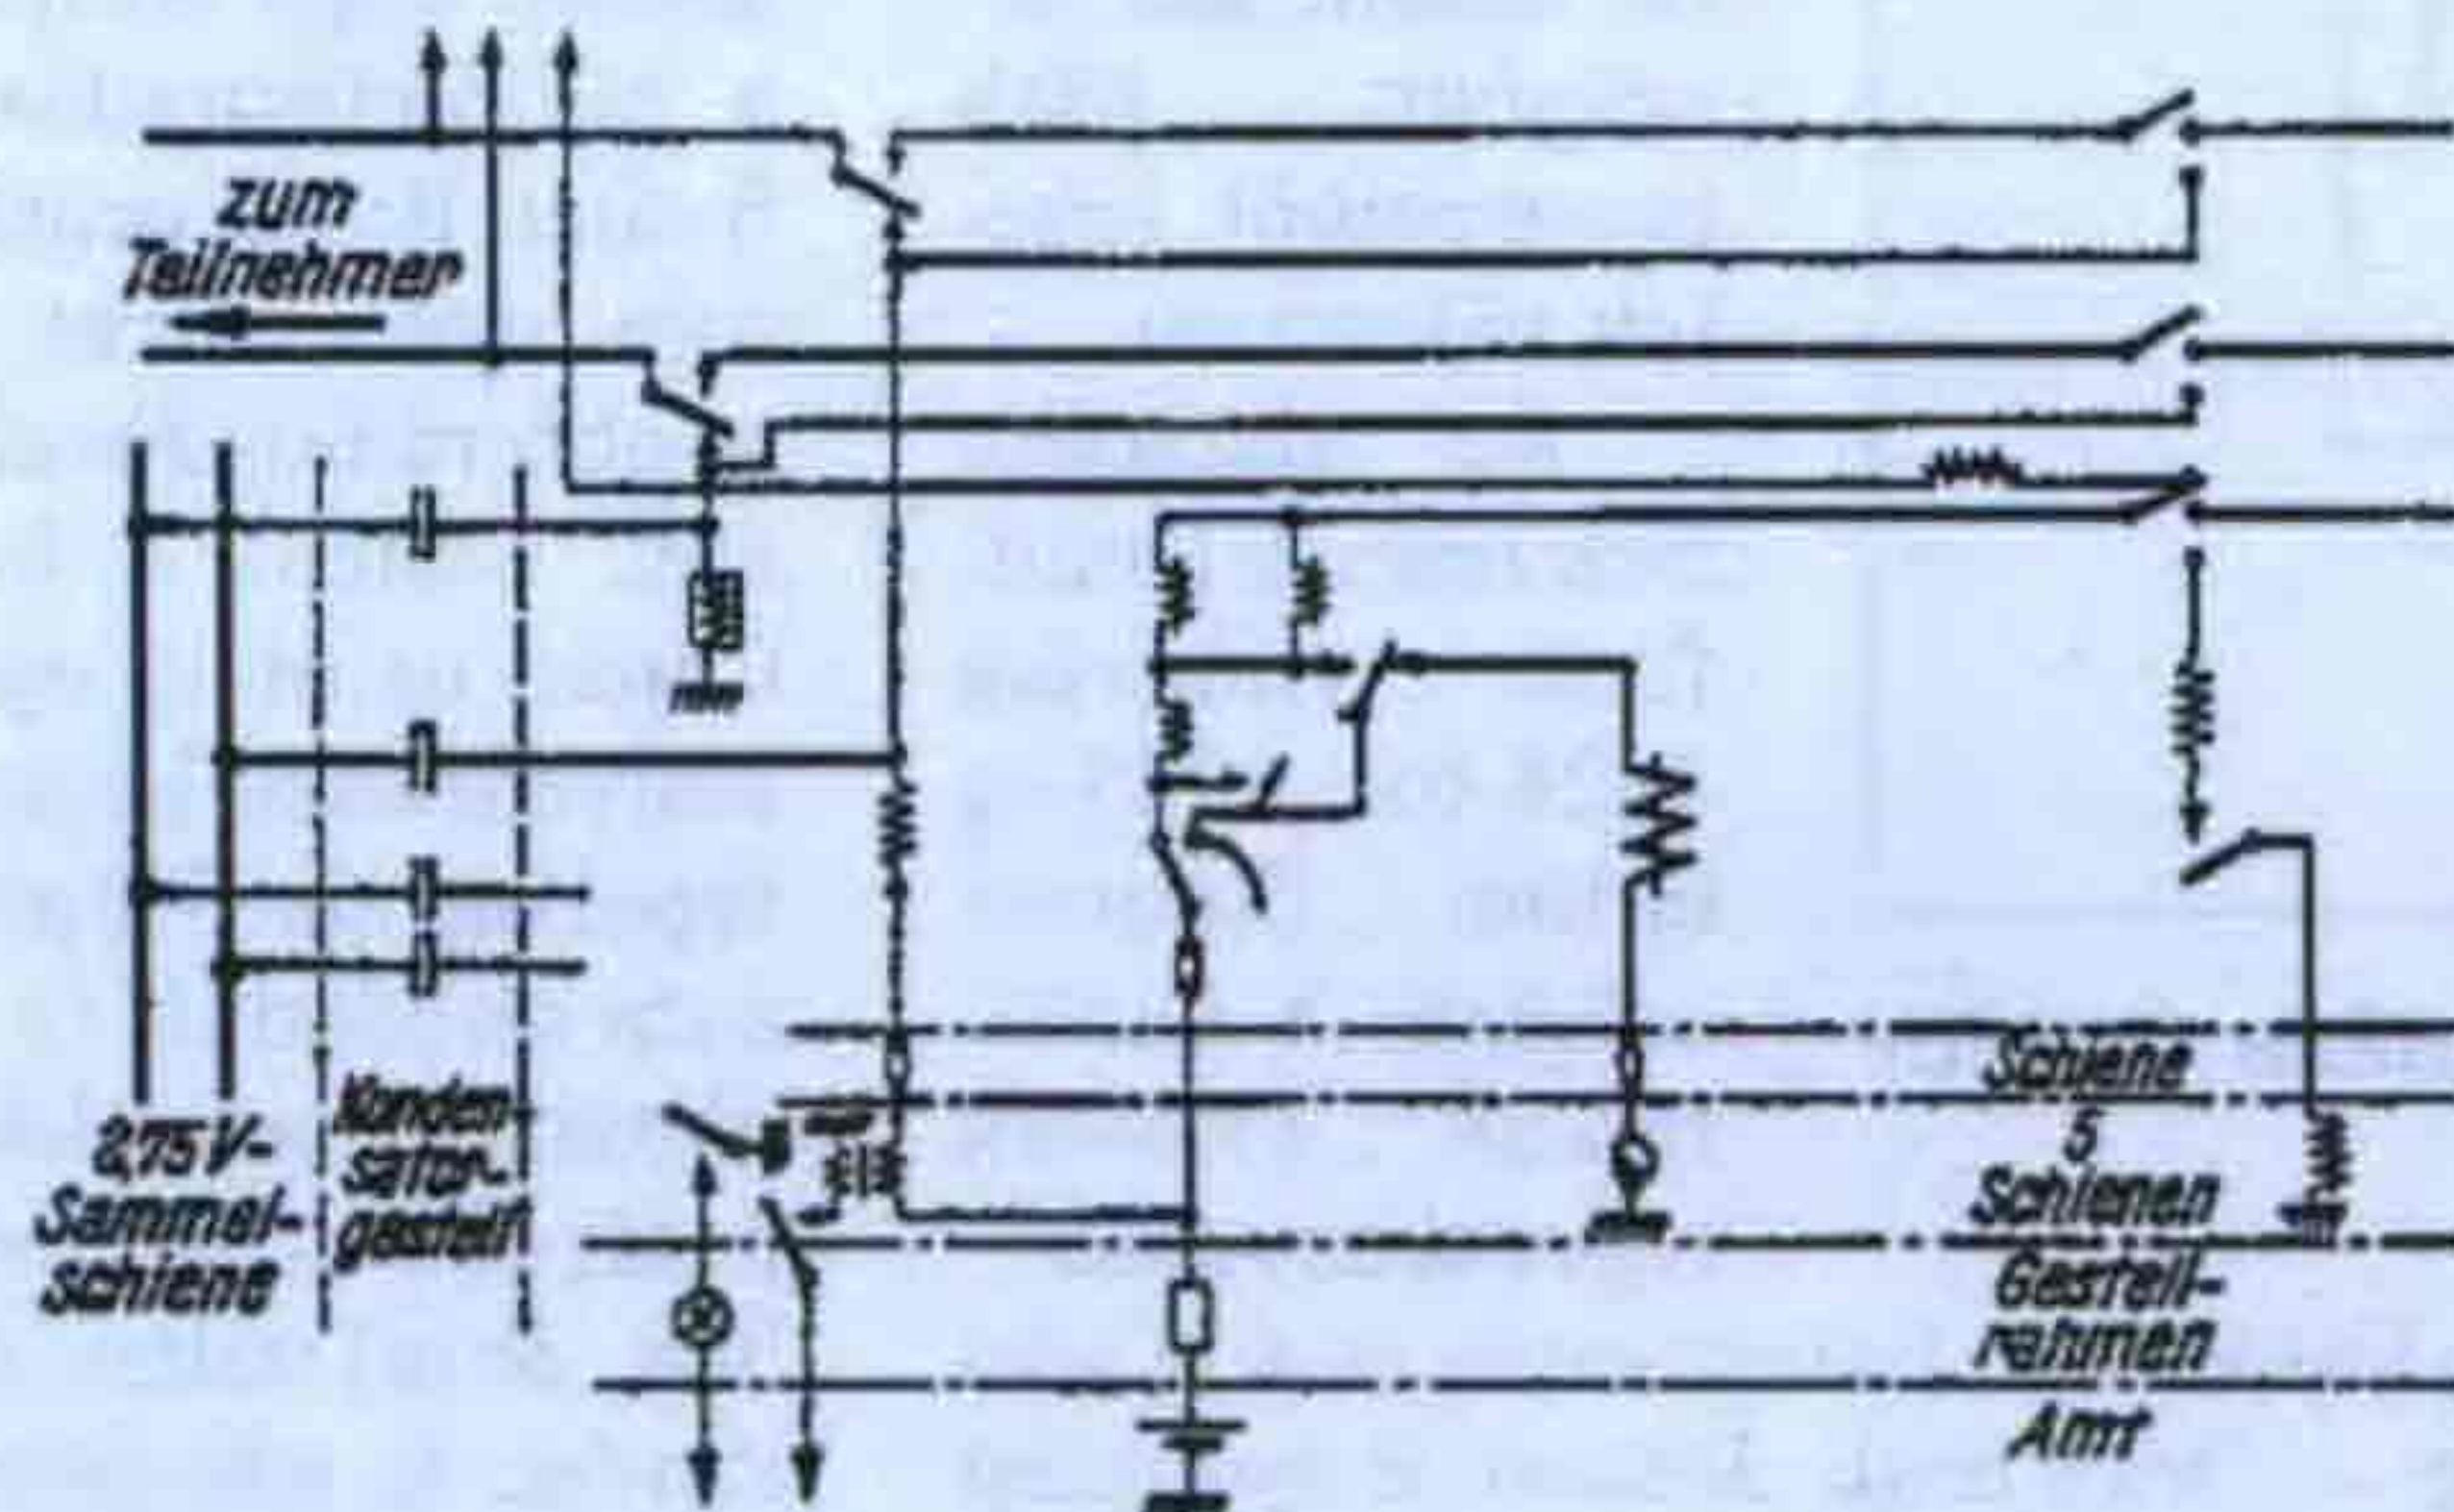 zum
Teilnehmer
2,75 V-
Sammel-
schiene
Konden-
sator-
gestell
Schiene
5
Schienen
Gestell-
rahmen
Amt